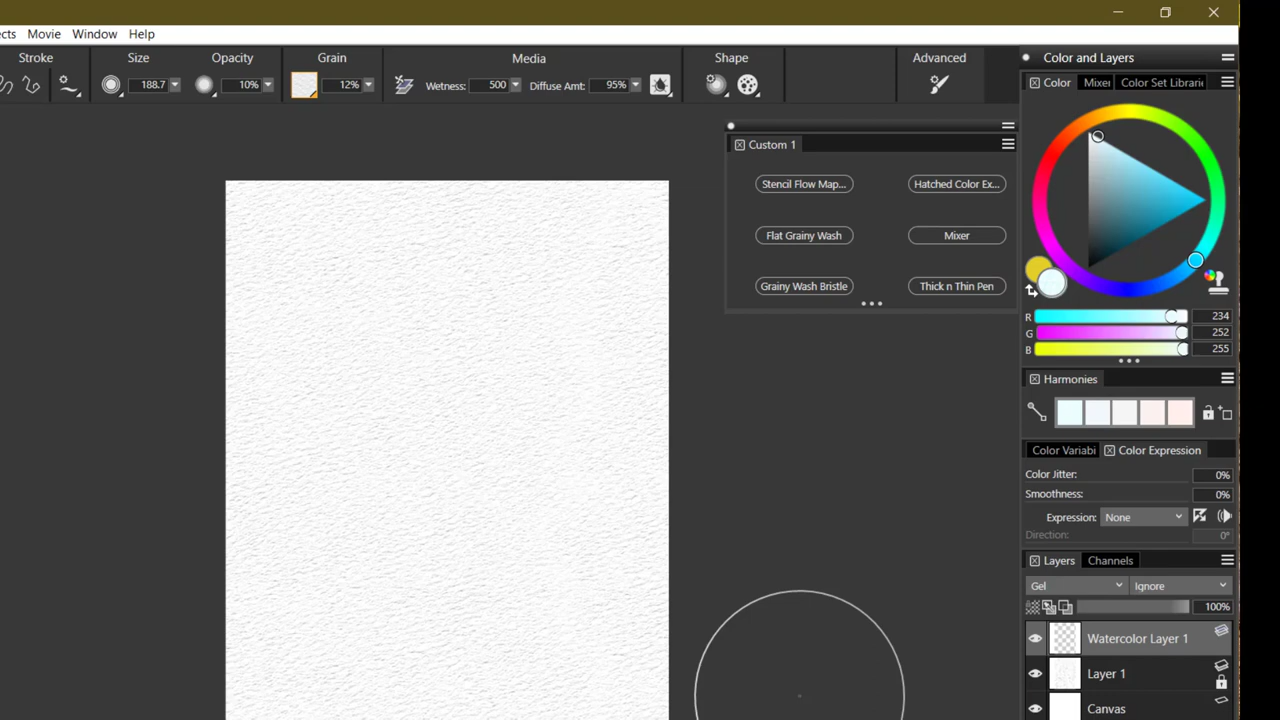 ects Movie Window Help
Stroke Size Opacity Grain Media Shape Advanced
188.7 10% 12% Wetness: 500 Diffuse Amt: 95%
Color and Layers
Color Mixer Color Set Librarie
Custom 1
Stencil Flow Map... Hatched Color Ex...
Flat Grainy Wash Mixer
Grainy Wash Bristle Thick n Thin Pen
R 234
G 252
B 255
Harmonies
Color Variabi Color Expression
Color Jitter: 0%
Smoothness: 0%
Expression: None
Direction: 0°
Layers Channels
Gel Ignore
100%
Watercolor Layer 1
Layer 1
Canvas